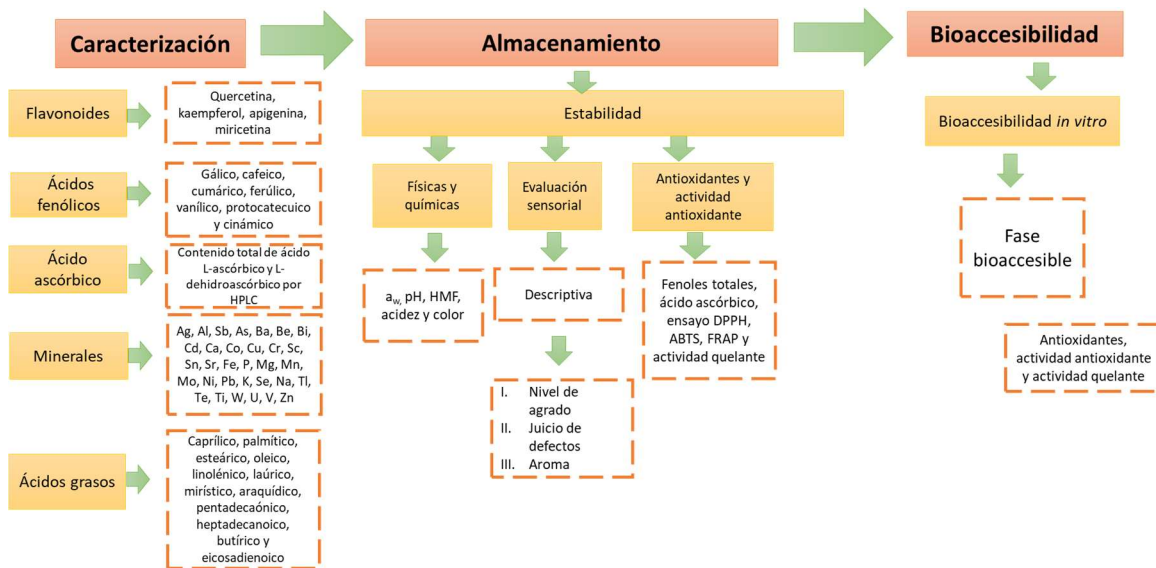 Caracterización
Almacenamiento
Bioaccesibilidad
Flavonoides
Quercetina,
kaempferol, apigenina,
miricetina
Ácidos
fenólicos
Gálico, cafeico,
cumárico, ferúlico,
vanílico, protocatecuico
y cinámico
Ácido
ascórbico
Contenido total de ácido
L-ascórbico y L-
dehidroascórbico por
HPLC
Minerales
Ag, Al, Sb, As, Ba, Be, Bi,
Cd, Ca, Co, Cu, Cr, Sc,
Sn, Sr, Fe, P, Mg, Mn,
Mo, Ni, Pb, K, Se, Na, Tl,
Te, Ti, W, U, V, Zn
Ácidos grasos
Caprílico, palmítico,
esteárico, oleico,
linolénico, laúrico,
mirístico, araquídico,
pentadecaónico,
heptadecanoico,
butírico y
eicosadienoico
Estabilidad
Físicas y
químicas
Evaluación
sensorial
Antioxidantes y
actividad
antioxidante
aw, pH, HMF,
acidez y color
Descriptiva
Fenoles totales,
ácido ascórbico,
ensayo DPPH,
ABTS, FRAP y
actividad quelante
I. Nivel de
agrado
II. Juicio de
defectos
III. Aroma
Bioaccesibilidad in vitro
Fase
bioaccesible
Antioxidantes,
actividad antioxidante
y actividad quelante